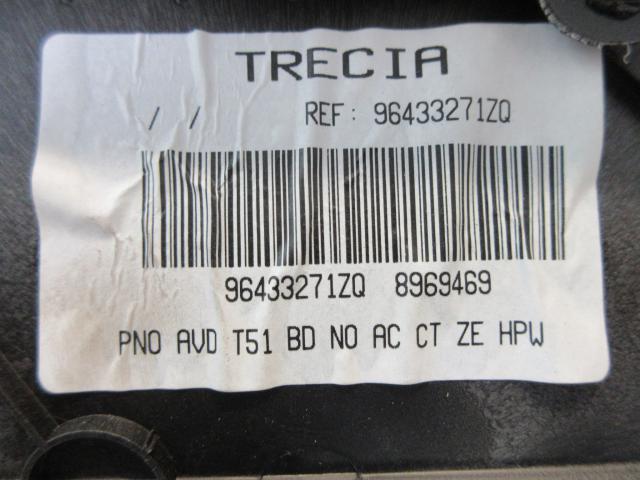 TRECIA
/ / REF: 96433271ZQ
96433271ZQ 8969469
PNO AVD T51 BD NO AC CT ZE HPW